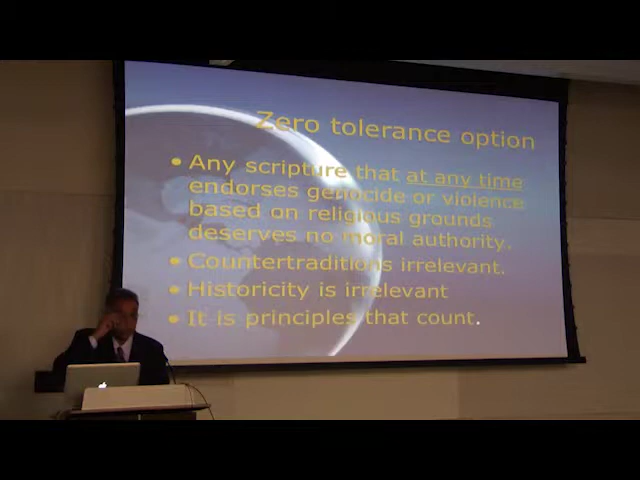 Zero tolerance option
• Any scripture that at any time
endorses genocide or violence
based on religious grounds
deserves no moral authority.
• Countertraditions irrelevant.
• Historicity is irrelevant
• It is principles that count.